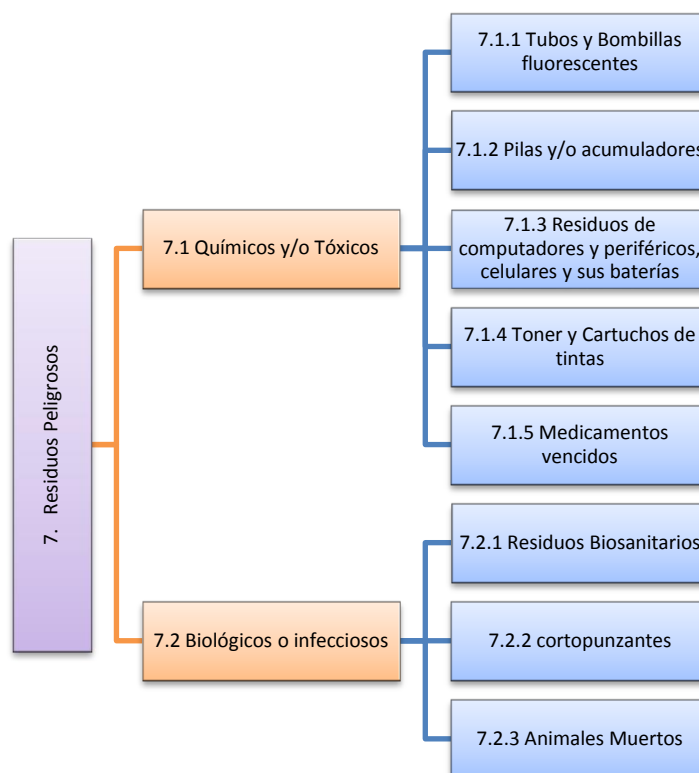 7. Residuos Peligrosos
7.1 Químicos y/o Tóxicos
7.1.1 Tubos y Bombillas
fluorescentes
7.1.2 Pilas y/o acumuladores
7.1.3 Residuos de
computadores y periféricos,
celulares y sus baterías
7.1.4 Toner y Cartuchos de
tintas
7.1.5 Medicamentos
vencidos
7.2 Biológicos o infecciosos
7.2.1 Residuos Biosanitarios
7.2.2 cortopunzantes
7.2.3 Animales Muertos